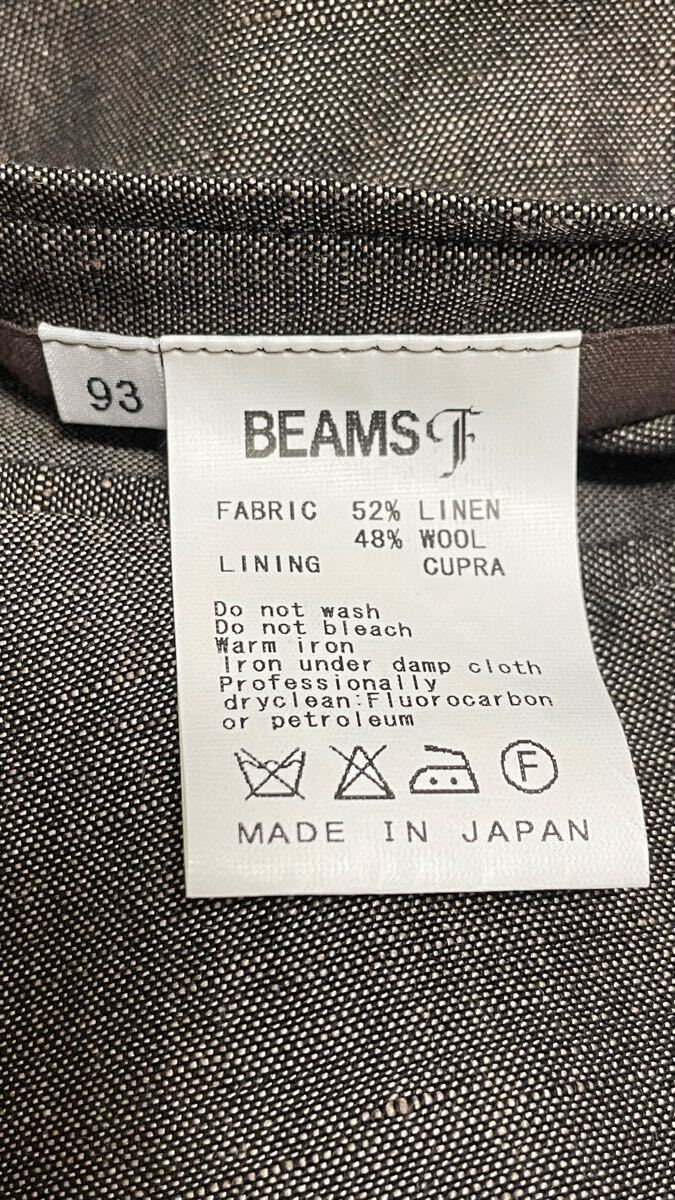 93
BEAMS F
FABRIC 52% LINEN
48% WOOL
LINING CUPRA
Do not wash
Do not bleach
Warm iron
Iron under damp cloth
Professionally
dryclean:Fluorocarbon
or petroleum
F
MADE IN JAPAN